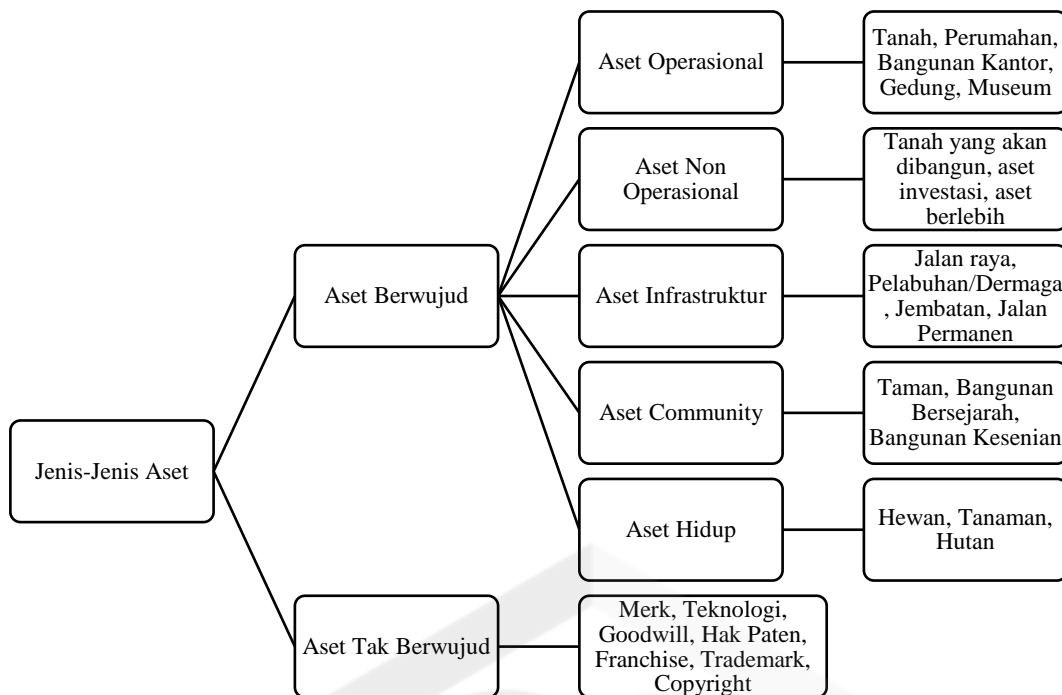 Jenis-Jenis Aset
Aset Berwujud
Aset Operasional
Tanah, Perumahan,
Bangunan Kantor,
Gedung, Museum
Aset Non
Operasional
Tanah yang akan
dibangun, aset
investasi, aset
berlebih
Aset Infrastruktur
Jalan raya,
Pelabuhan/Dermaga
, Jembatan, Jalan
Permanen
Aset Community
Taman, Bangunan
Bersejarah,
Bangunan Kesenian
Aset Hidup
Hewan, Tanaman,
Hutan
Aset Tak Berwujud
Merk, Teknologi,
Goodwill, Hak Paten,
Franchise, Trademark,
Copyright